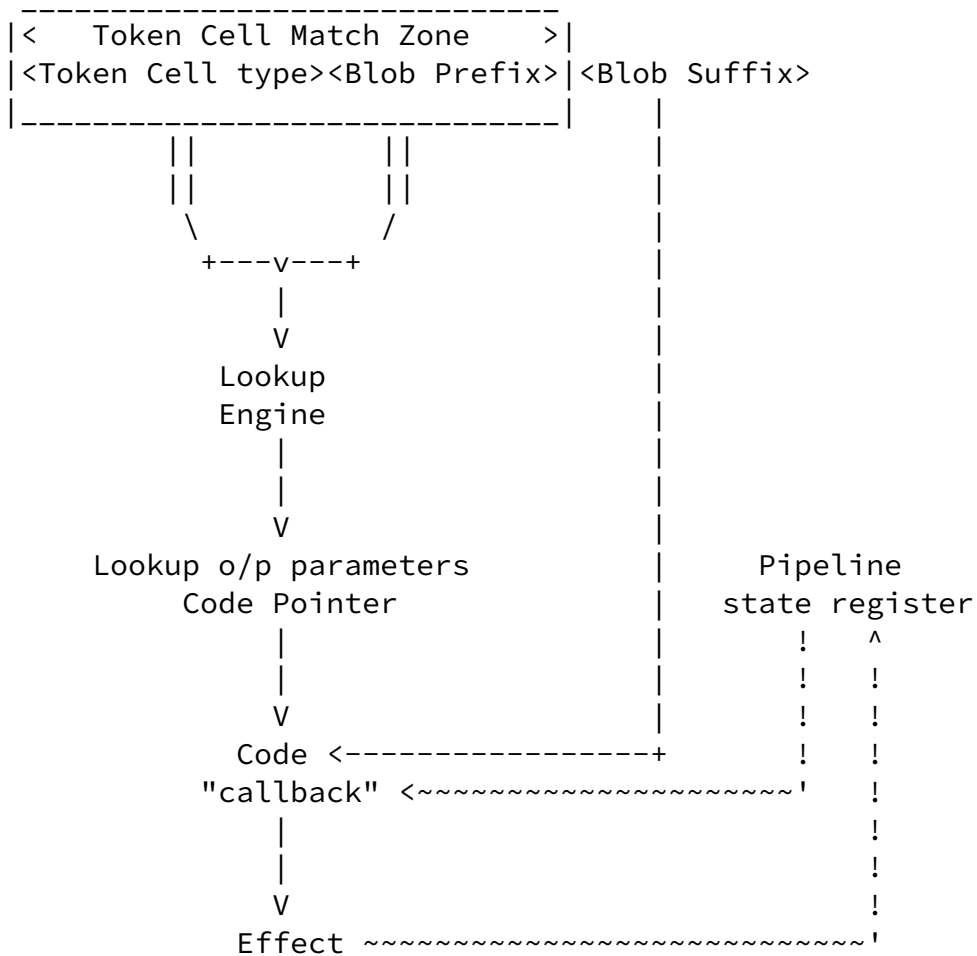 |< Token Cell Match Zone >|
|<Token Cell type><Blob Prefix>|<Blob Suffix>
Lookup
Engine
Lookup o/p parameters
Pipeline
Code Pointer
state register
Code
"callback"
Effect